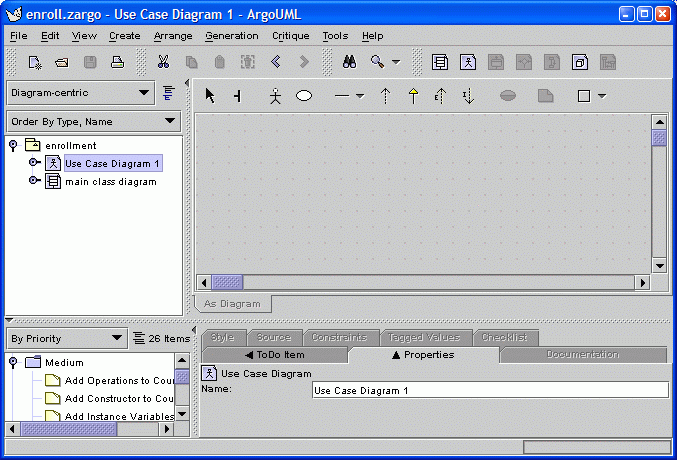 enroll.zargo - Use Case Diagram 1 - ArgoUML
File Edit View Create Arrange Generation Critique Tools Help
Diagram-centric
Order By Type, Name
enrollment
Use Case Diagram 1
main class diagram
As Diagram
By Priority 26 Items
Medium
Add Operations to Cou
Add Constructor to Cou
Add Instance Variables
Style Source Constraints Tagged Values Checklist
ToDo Item Properties Documentation
Use Case Diagram
Name: Use Case Diagram 1